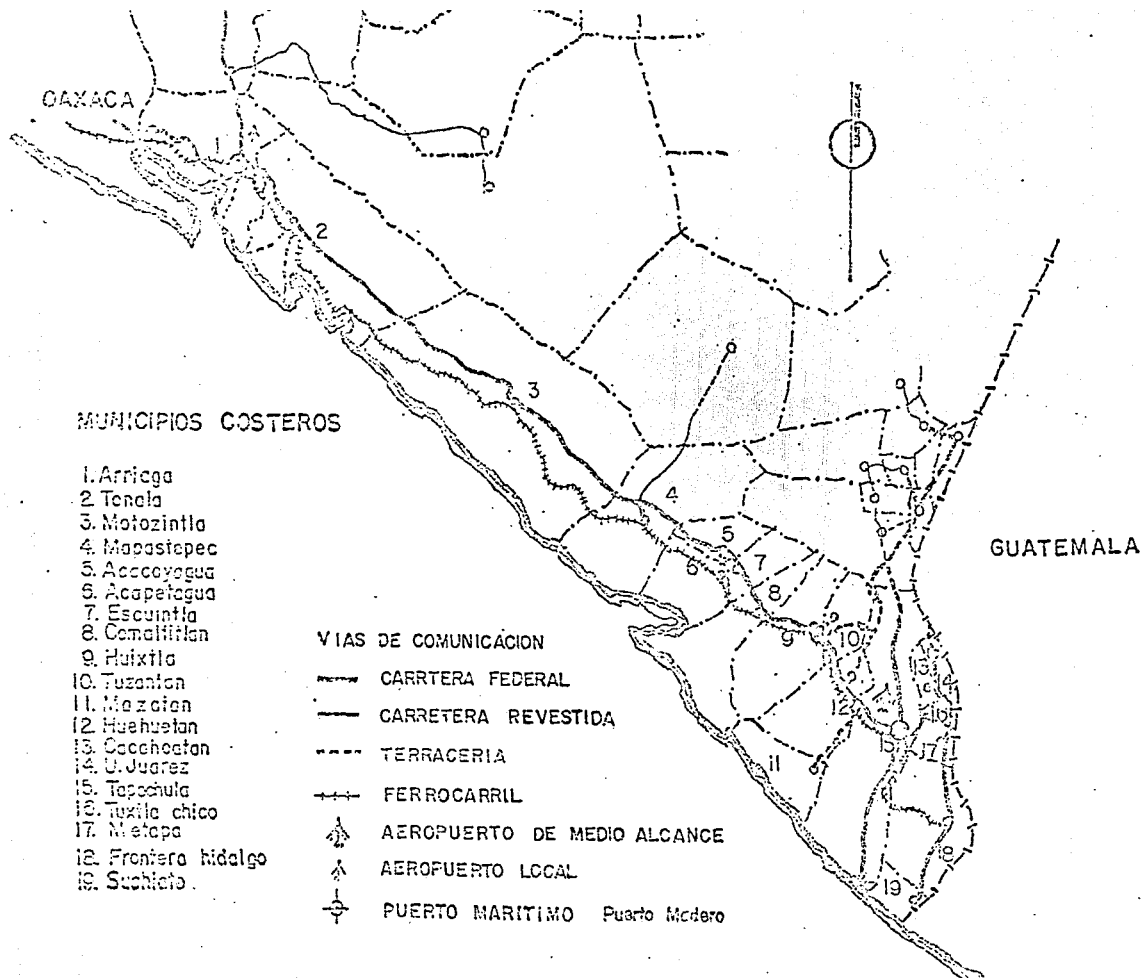 OAXACA
1
2
3
4
5
6
7
8
9
10
11
12
13
14
15
16
17
18
19
GUATEMALA
MUNICIPIOS COSTEROS
1. Arriaga
2. Tonala
3. Motozintla
4. Mapastepec
5. Acacoyagua
6. Acapetagua
7. Escuintla
8. Comaltitlan
9. Huixtla
10. Tuzantan
11. Mazatan
12. Huehuetan
13. Cacahoatan
14. U. Juarez
15. Tapachula
16. Tuxtla chico
17. Metapa
18. Frontera hidalgo
19. Suchiate.
VIAS DE COMUNICACION
CARRTERA FEDERAL
CARRETERA REVESTIDA
TERRACERIA
FERROCARRIL
AEROPUERTO DE MEDIO ALCANCE
AEROPUERTO LOCAL
PUERTO MARITIMO Puerto Madero